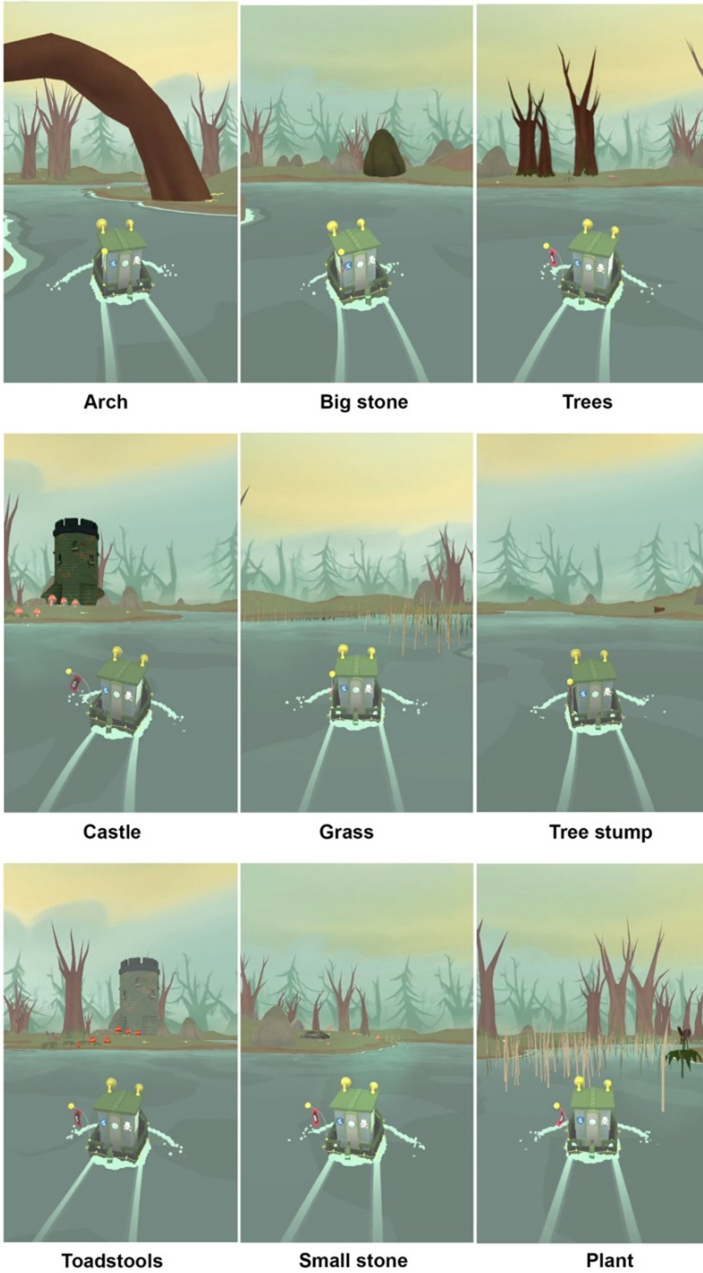 Arch
Big stone
Trees
Castle
Grass
Tree stump
Toadstools
Small stone
Plant